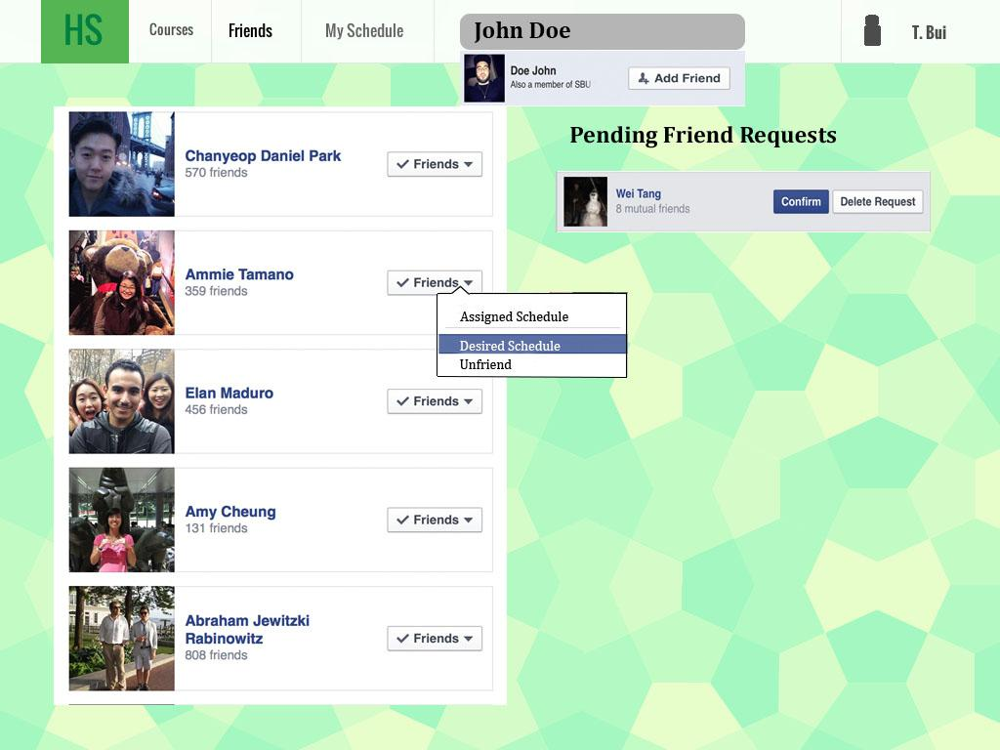 HS
Courses
Friends
My Schedule
John Doe
T. Bui
Doe John
Also a member of SBU
Add Friend
Pending Friend Requests
Wei Tang
8 mutual friends
Confirm
Delete Request
Chanyeop Daniel Park
570 friends
Friends
Ammie Tamano
359 friends
Friends
Assigned Schedule
Desired Schedule
Unfriend
Elan Maduro
456 friends
Friends
Amy Cheung
131 friends
Friends
Abraham Jewitzki
Rabinowitz
808 friends
Friends